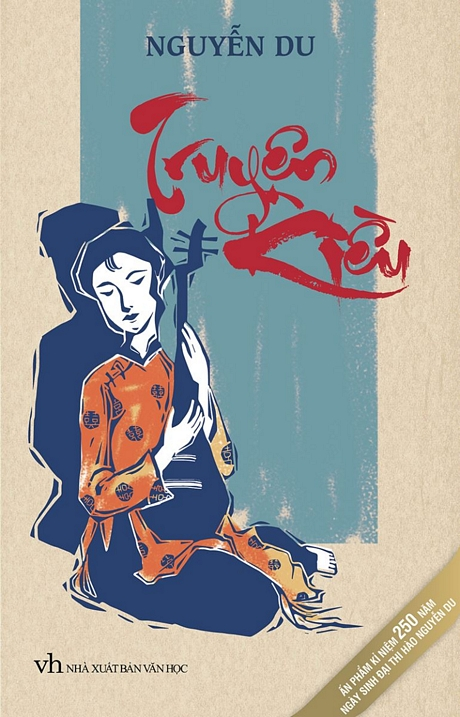 NGUYỄN DU
Truyện
Kiều
ẤN PHẨM KỈ NIỆM 250 NĂM
NGÀY SINH ĐẠI THI HÀO NGUYỄN DU
vh NHÀ XUẤT BẢN VĂN HỌC